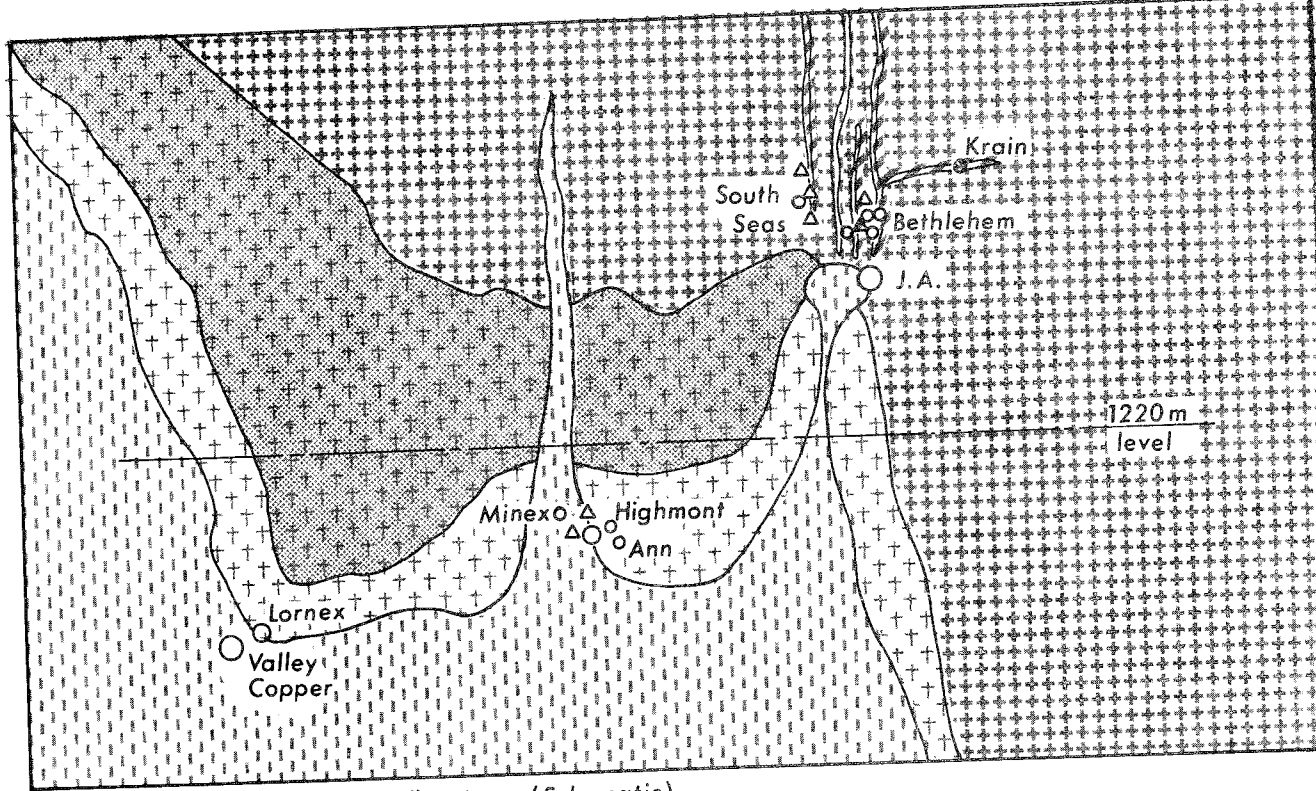 Krain
South
Seas
Bethlehem
J.A.
1220 m
level
Minex
Highmont
Ann
Lornex
Valley
Copper